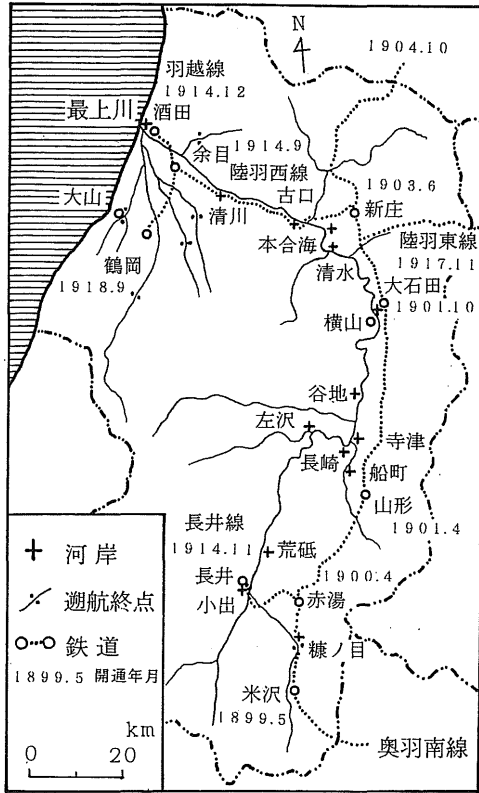 N
1904.10
羽越線
1914.12
最上川
酒田
余目
1914.9
陸羽西線
古口
1903.6
新庄
大山
清川
本合海
鶴岡
1918.9
清水
陸羽東線
1917.11
大石田
1901.10
横山
谷地
左沢
寺津
長崎
船町
山形
1901.4
長井線
1914.11
荒砥
長井
小出
1900.4
赤湯
糠ノ目
米沢
1899.5
奥羽南線
河岸
遡航終点
鉄道
1899.5 開通年月
km
0 20